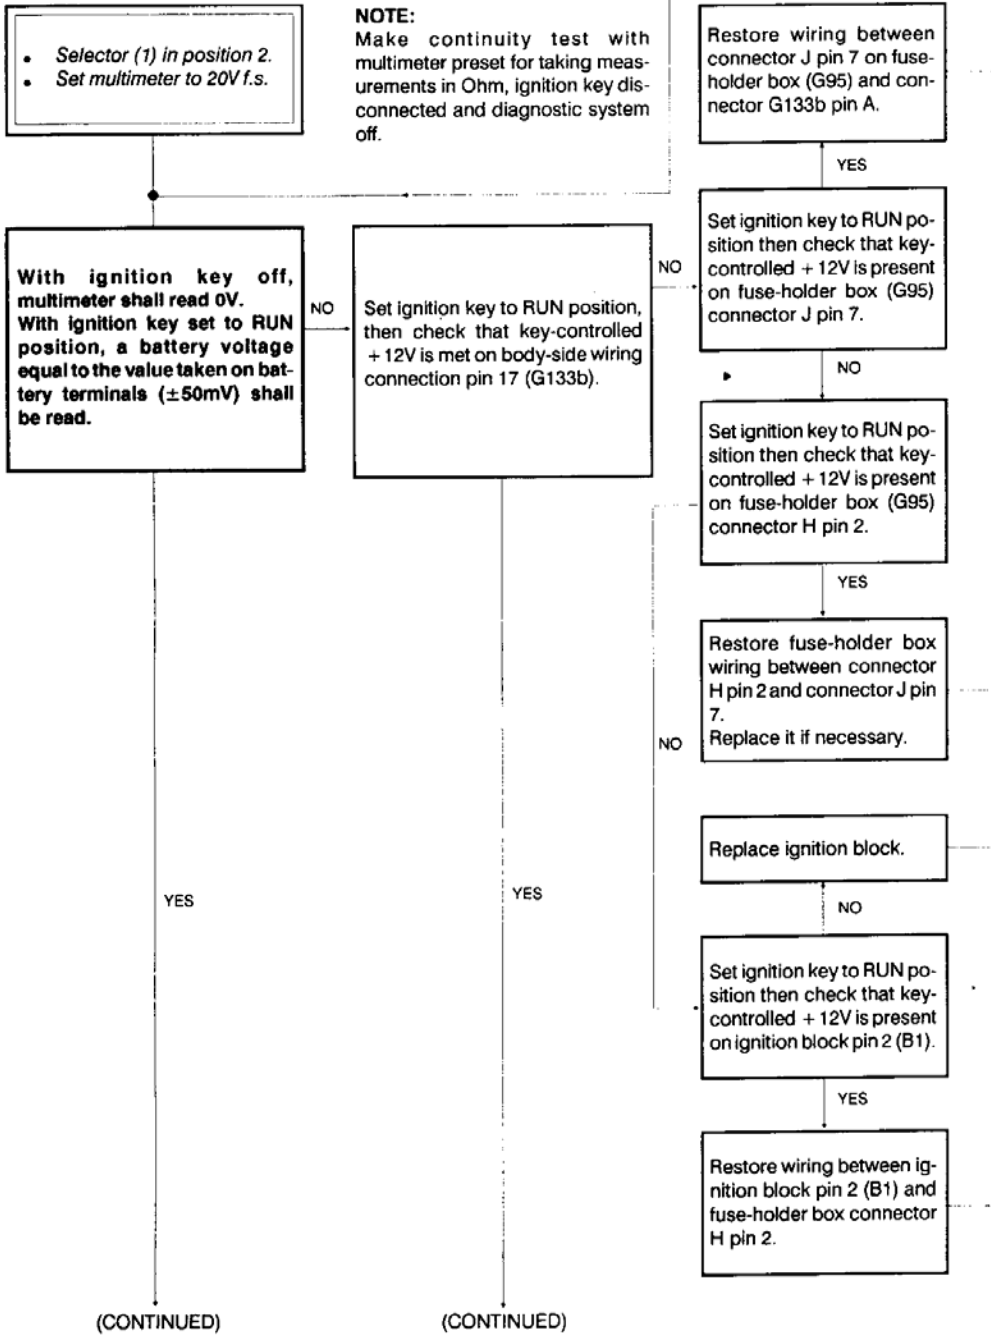 • Selector (1) in position 2.
• Set multimeter to 20V f.s.
NOTE:
Make continuity test with
multimeter preset for taking meas-
urements in Ohm, ignition key dis-
connected and diagnostic system
off.
Restore wiring between
connector J pin 7 on fuse-
holder box (G95) and con-
nector G133b pin A.
YES
With ignition key off,
multimeter shall read 0V.
With ignition key set to RUN
position, a battery voltage
equal to the value taken on bat-
tery terminals (±50mV) shall
be read.
NO
Set ignition key to RUN position,
then check that key-controlled
+12V is met on body-side wiring
connection pin 17 (G133b).
NO
Set ignition key to RUN po-
sition then check that key-
controlled +12V is present
on fuse-holder box (G95)
connector J pin 7.
NO
Set ignition key to RUN po-
sition then check that key-
controlled +12V is present
on fuse-holder box (G95)
connector H pin 2.
YES
Restore fuse-holder box
wiring between connector
H pin 2 and connector J pin
7.
Replace it if necessary.
NO
Replace ignition block.
NO
YES
YES
Set ignition key to RUN po-
sition then check that key-
controlled +12V is present
on ignition block pin 2 (B1).
YES
Restore wiring between ig-
nition block pin 2 (B1) and
fuse-holder box connector
H pin 2.
(CONTINUED)
(CONTINUED)